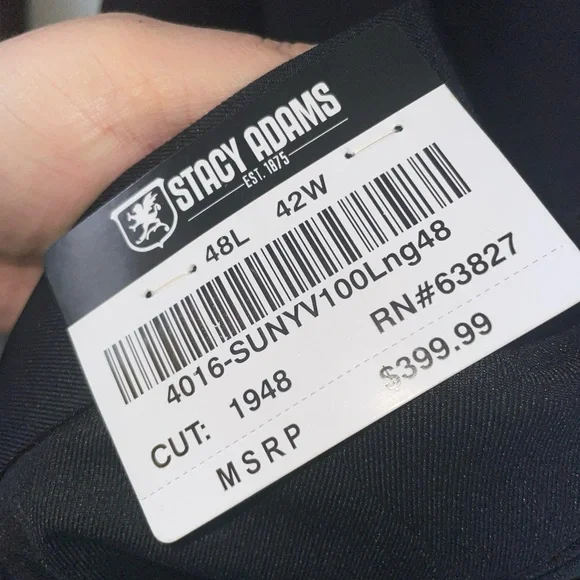 STACY ADAMS
EST. 1875
48L 42W
4016-SUNYV100Lng48
RN#63827
CUT: 1948
$399.99
MSRP